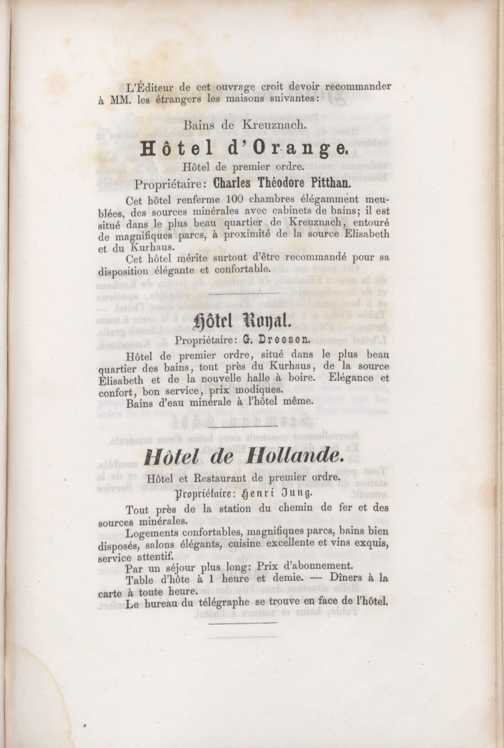 L'Éditeur de cet ouvrage croit devoir recommander
à MM. les étrangers les maisons suivantes:
Bains de Kreuznach.
Hôtel d'Orange.
Hôtel de premier ordre.
Propriétaire: Charles Théodore Pitthan.
Cet hôtel renferme 100 chambres élégamment meu-
blées, des sources minérales avec cabinets de bains; il est
situé dans le plus beau quartier de Kreuznach, entouré
de magnifiques parcs, à proximité de la source Elisabeth
et du Kurhaus.
Cet hôtel mérite surtout d'être recommandé pour sa
disposition élégante et confortable.
Hôtel Royal.
Propriétaire: G. Dreesen.
Hôtel de premier ordre, situé dans le plus beau
quartier des bains, tout près du Kurhaus, de la source
Elisabeth et de la nouvelle halle à boire. Elégance et
confort, bon service, prix modiques.
Bains d'eau minérale à l'hôtel même.
Hôtel de Hollande.
Hôtel et Restaurant de premier ordre.
Propriétaire: Henri Jung.
Tout près de la station du chemin de fer et des
sources minérales.
Logements confortables, magnifiques parcs, bains bien
disposés, salons élégants, cuisine excellente et vins exquis,
service attentif.
Par un séjour plus long: Prix d'abonnement.
Table d'hôte à 1 heure et demie. — Dîners à la
carte à toute heure.
Le bureau du télégraphe se trouve en face de l'hôtel.